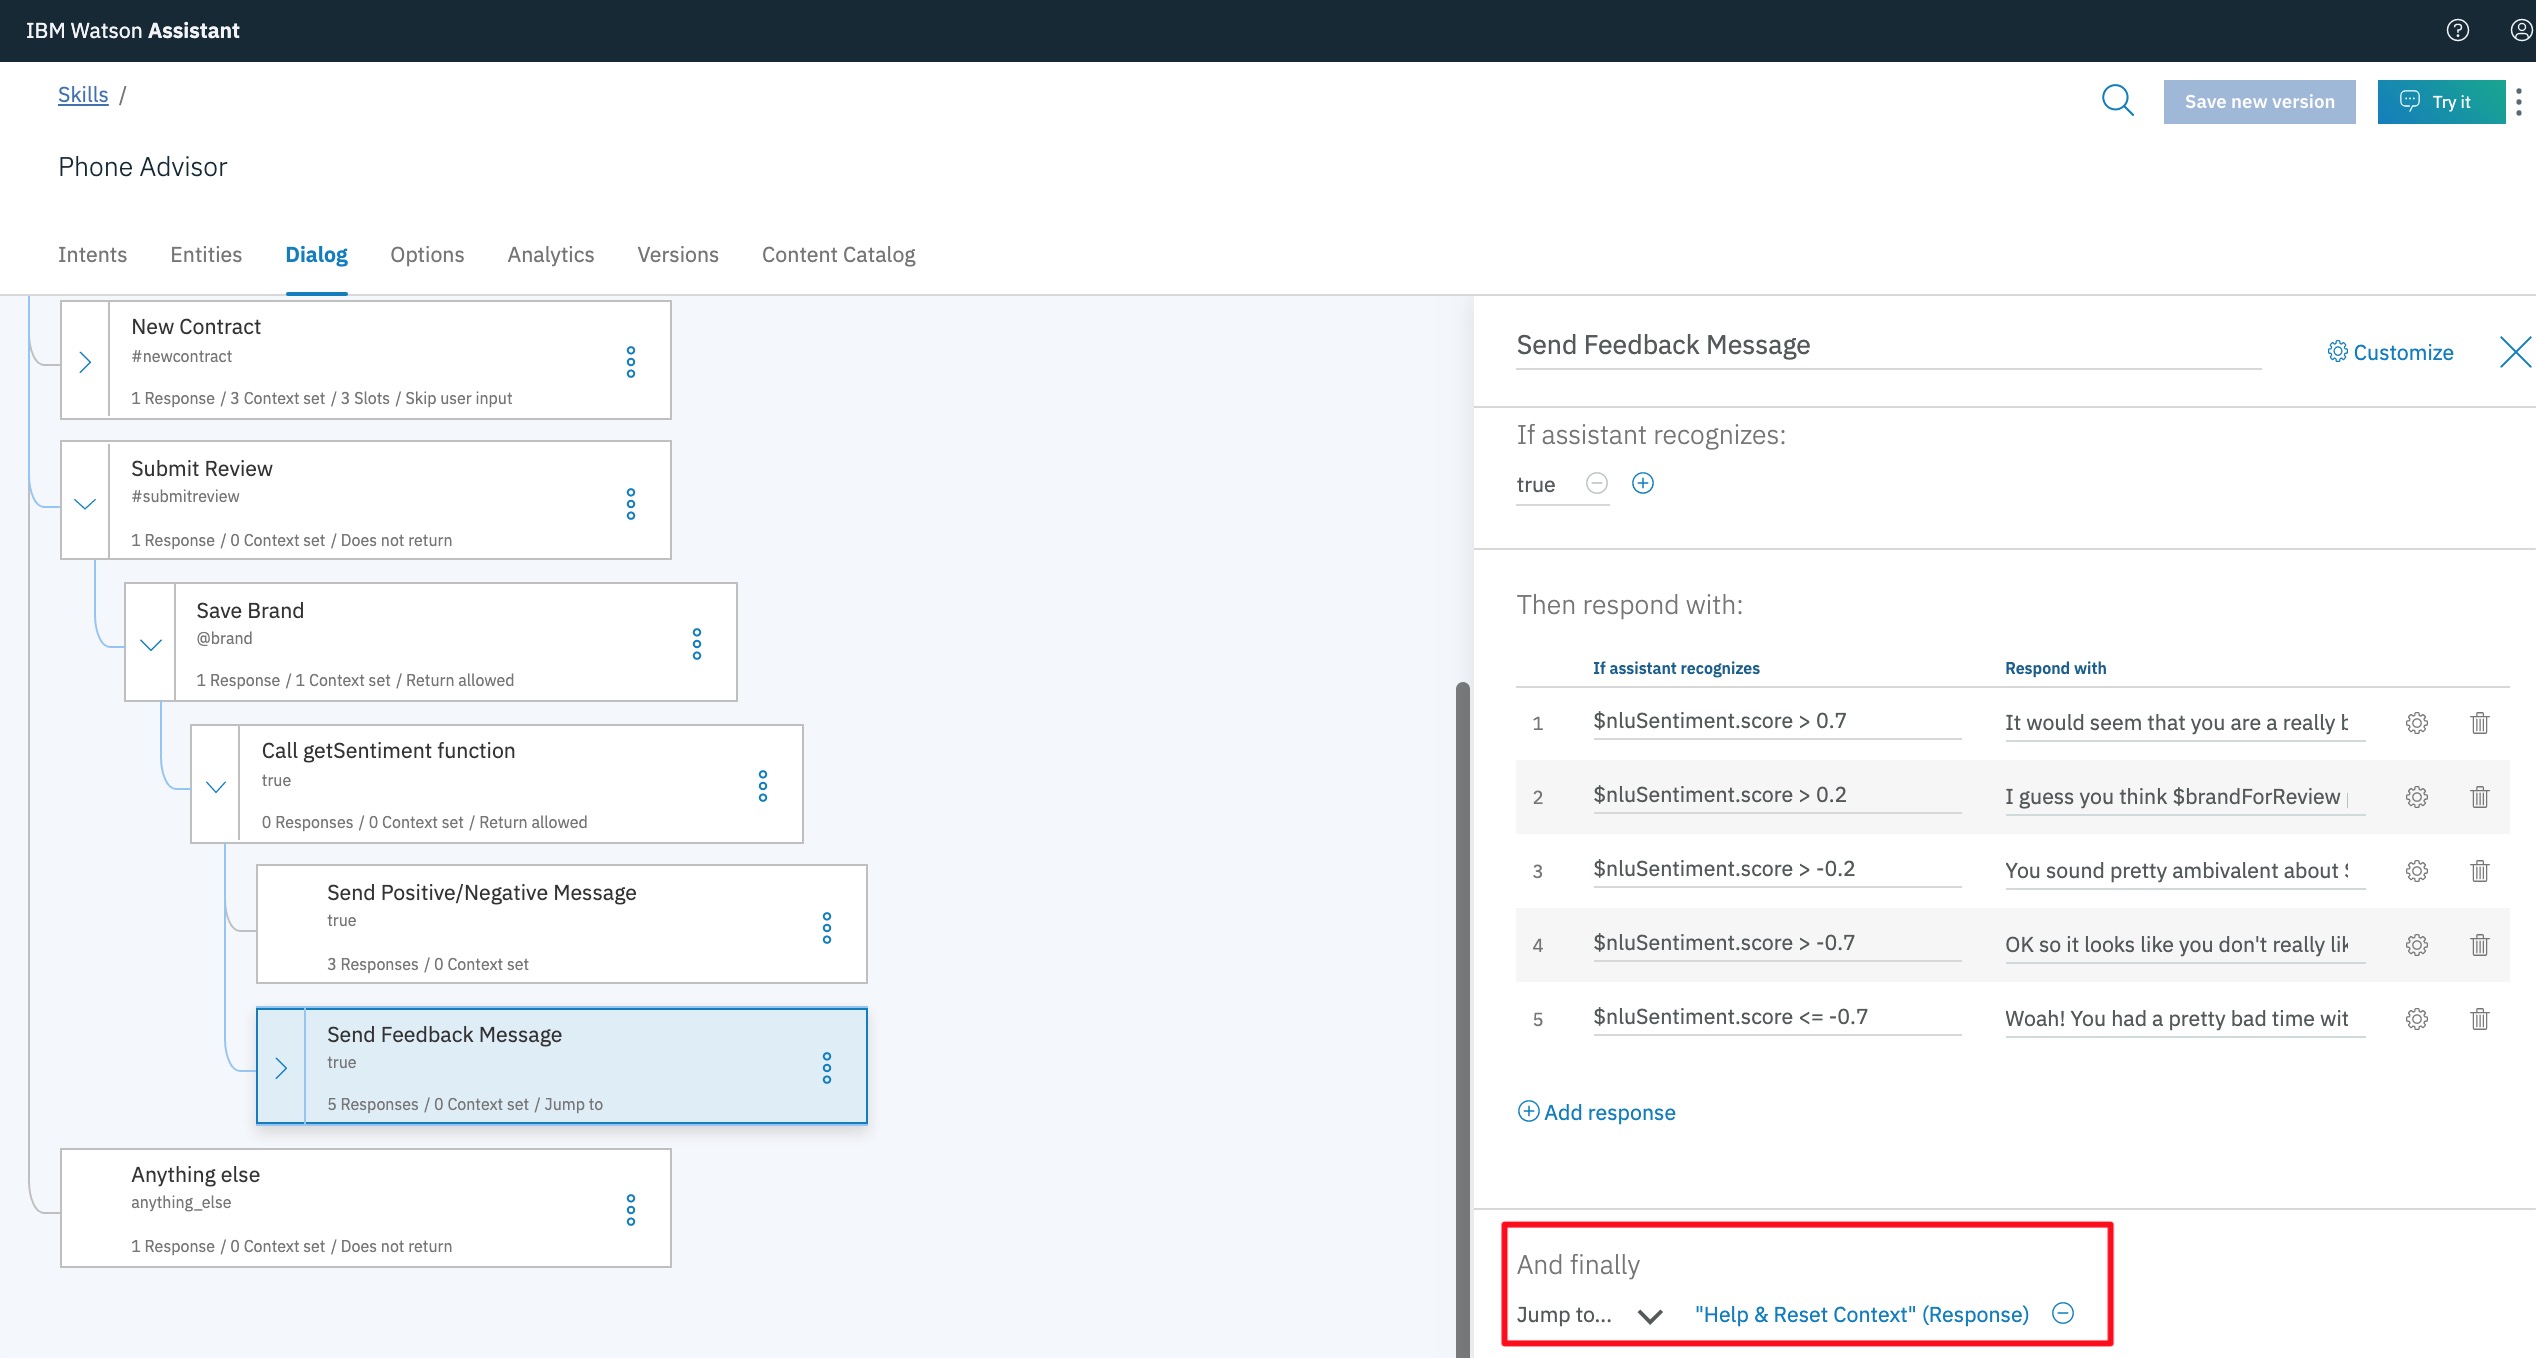 IBM Watson Assistant
Skills /
Save new version
Try it
Phone Advisor
Intents Entities Dialog Options Analytics Versions Content Catalog
New Contract
#newcontract
1 Response / 3 Context set / 3 Slots / Skip user input
Submit Review
#submitreview
1 Response / 0 Context set / Does not return
Save Brand
@brand
1 Response / 1 Context set / Return allowed
Call getSentiment function
true
0 Responses / 0 Context set / Return allowed
Send Positive/Negative Message
true
3 Responses / 0 Context set
Send Feedback Message
true
5 Responses / 0 Context set / Jump to
Anything else
anything_else
1 Response / 0 Context set / Does not return
Send Feedback Message
Customize
If assistant recognizes:
true
Then respond with:
If assistant recognizes Respond with
1 $nluSentiment.score > 0.7 It would seem that you are a really
2 $nluSentiment.score > 0.2 I guess you think $brandForReview
3 $nluSentiment.score > -0.2 You sound pretty ambivalent about
4 $nluSentiment.score > -0.7 OK so it looks like you don't really
5 $nluSentiment.score <= -0.7 Woah! You had a pretty bad time wit
Add response
And finally
Jump to... "Help & Reset Context" (Response)